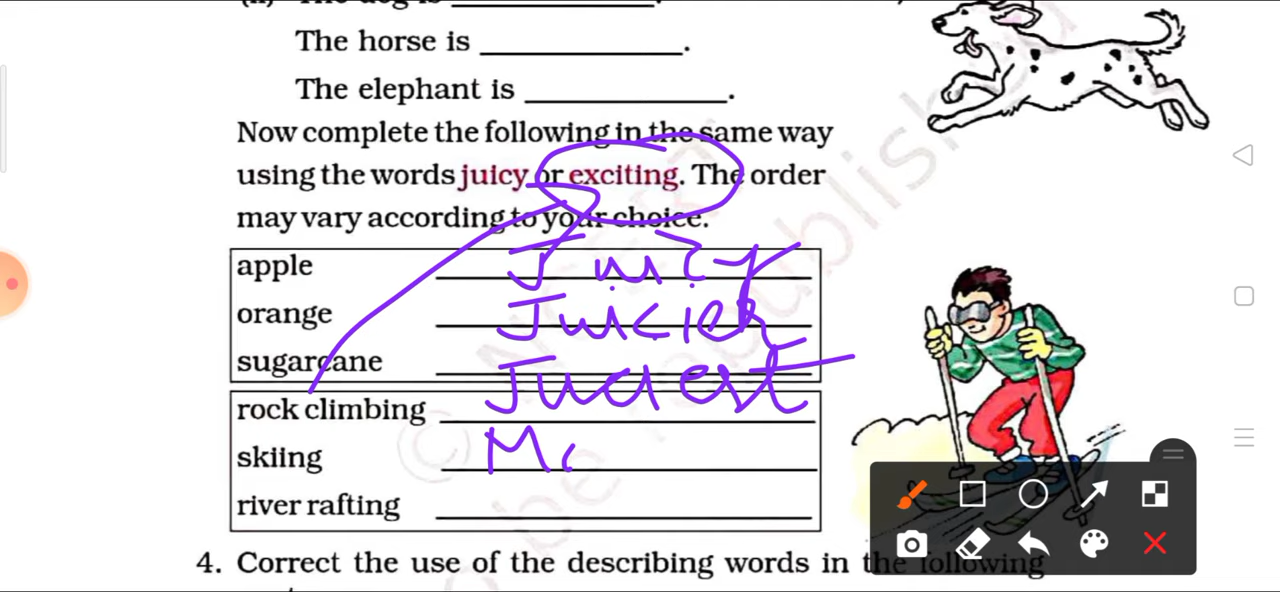 The horse is ____________.
The elephant is ____________.
Now complete the following in the same way
using the words juicy or exciting. The order
may vary according to your choice.
apple Juicy
orange Juicier
sugarcane Juciest
rock climbing
skiing
river rafting
4. Correct the use of the describing words in the following